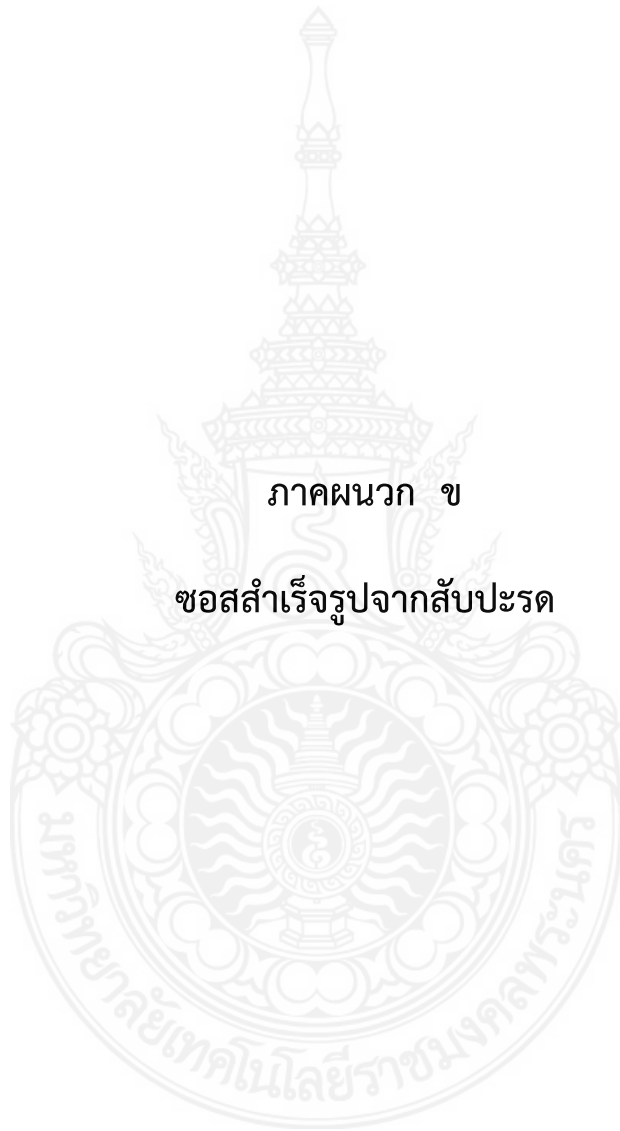 ภาคผนวก ข
ซอสสำเร็จรูปจากสับปะรด
มหาวิทยาลัยเทคโนโลยีราชมงคลพระนคร